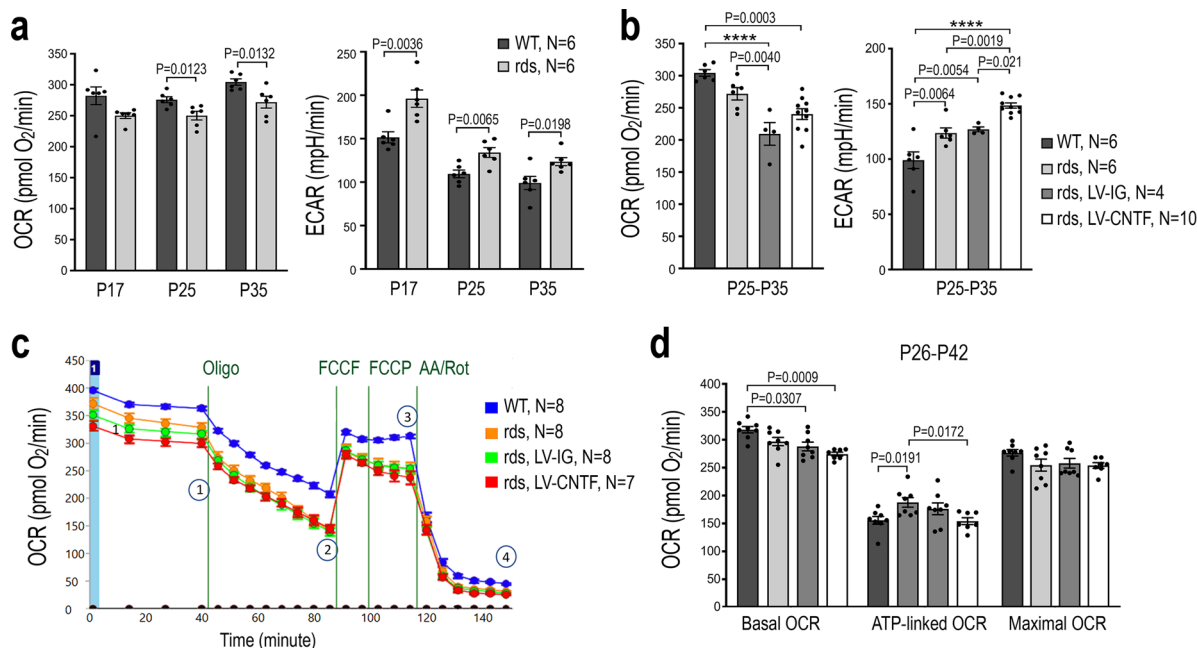 a
WT, N=6
rds, N=6
OCR (pmol O₂/min)
350
300
250
200
150
100
50
0
P=0.0123
P=0.0132
P17
P25
P35
ECAR (mpH/min)
250
200
150
100
50
0
P=0.0036
P=0.0065
P=0.0198
P17
P25
P35
b
OCR (pmol O₂/min)
350
300
250
200
150
100
50
0
P=0.0003
****
P=0.0040
P25-P35
ECAR (mpH/min)
200
150
100
50
0
****
P=0.0019
P=0.0054
P=0.021
P=0.0064
P25-P35
WT, N=6
rds, N=6
rds, LV-IG, N=4
rds, LV-CNTF, N=10
c
OCR (pmol O₂/min)
450
400
350
300
250
200
150
100
50
0
1
Oligo
FCCF
FCCP
AA/Rot
1
1
2
3
4
0
20
40
60
80
100
120
140
Time (minute)
WT, N=8
rds, N=8
rds, LV-IG, N=8
rds, LV-CNTF, N=7
d
P26-P42
OCR (pmol O₂/min)
400
350
300
250
200
150
100
50
0
P=0.0009
P=0.0307
P=0.0172
P=0.0191
Basal OCR
ATP-linked OCR
Maximal OCR